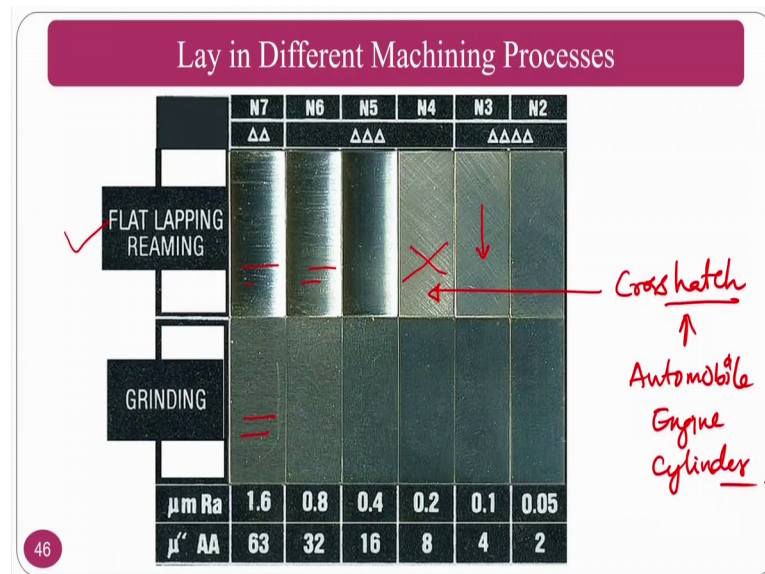 Lay in Different Machining Processes
N7 N6 N5 N4 N3 N2
ΔΔ ΔΔΔ ΔΔΔΔ
FLAT LAPPING
REAMING
Crosshatch
Automobile
Engine
Cylinder
GRINDING
μm Ra 1.6 0.8 0.4 0.2 0.1 0.05
μ″ AA 63 32 16 8 4 2
46